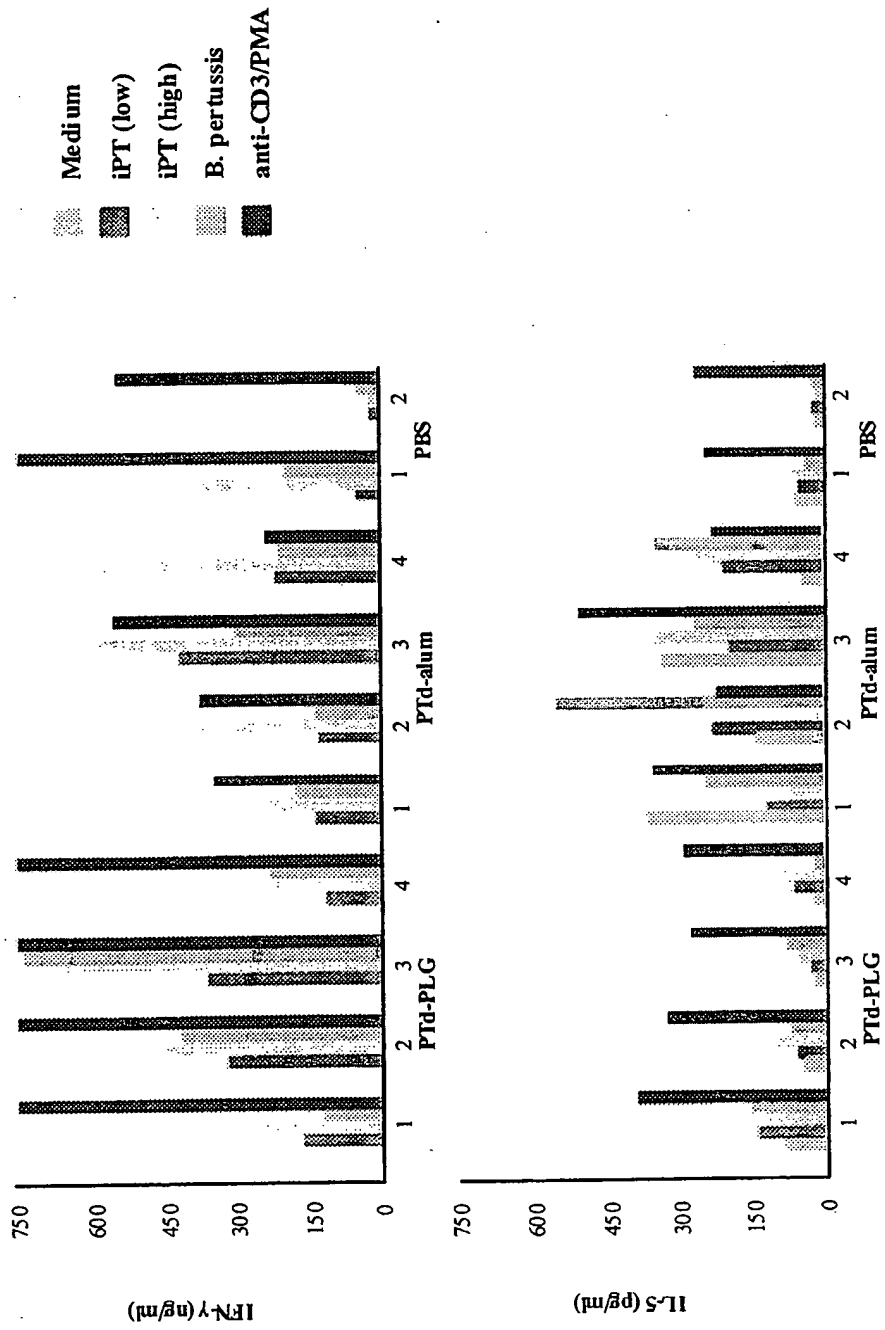 Medium
iPT (low)
iPT (high)
B. pertussis
anti-CD3/PMA
IFN-γ (ng/ml)
750
600
450
300
150
0
1 2 3 4 1 2 3 4 1 2
PTd-PLG PTd-alum PBS
IL-5 (pg/ml)
750
600
450
300
150
0
1 2 3 4 1 2 3 4 1 2
PTd-PLG PTd-alum PBS